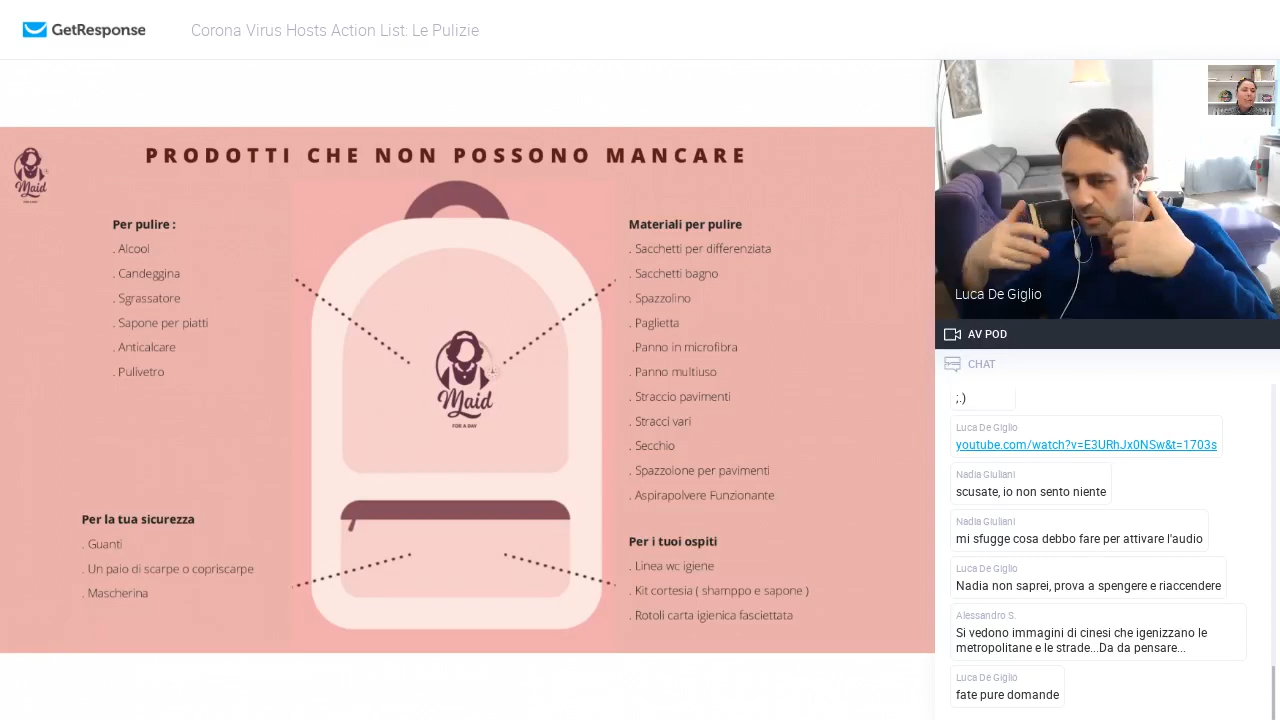 GetResponse
Corona Virus Hosts Action List: Le Pulizie
PRODOTTI CHE NON POSSONO MANCARE
Maid
FOR A DAY
Per pulire :
. Alcool
. Candeggina
. Sgrassatore
. Sapone per piatti
. Anticalcare
. Pulivetro
Per la tua sicurezza
. Guanti
. Un paio di scarpe o copriscarpe
. Mascherina
Maid
FOR A DAY
Materiali per pulire
. Sacchetti per differenziata
. Sacchetti bagno
. Spazzolino
. Paglietta
.Panno in microfibra
. Panno multiuso
. Straccio pavimenti
. Stracci vari
. Secchio
. Spazzoione per pavimenti
. Aspirapolvere Funzionante
Per i tuoi ospiti
. Linea wc igiene
. Kit cortesia ( shamppo e sapone )
. Rotoli carta igienica fasciettata
Luca De Giglio
AV POD
CHAT
;.)
Luca De Giglio
youtube.com/watch?v=E3URhJx0NSw&t=1703s
Nadia Giuliani
scusate, io non sento niente
Nadia Giuliani
mi sfugge cosa debbo fare per attivare l'audio
Luca De Giglio
Nadia non saprei, prova a spengere e riaccendere
Alessandro S.
Si vedono immagini di cinesi che igenizzano le
metropolitane e le strade...Da da pensare...
Luca De Giglio
fate pure domande